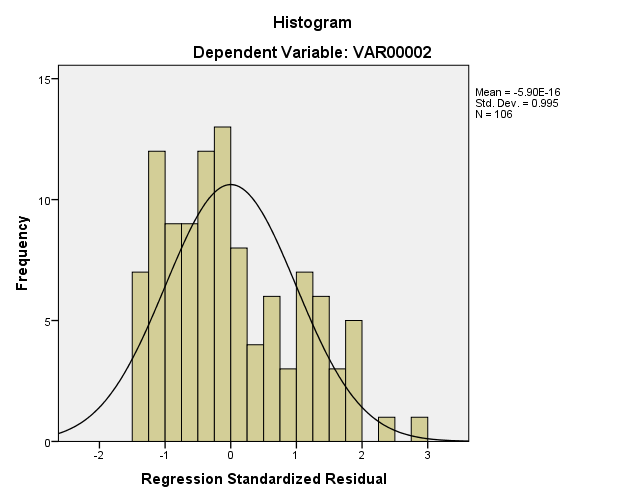 Histogram
Dependent Variable: VAR00002
Mean = -5.90E-16
Std. Dev. = 0.995
N = 106
15
10
5
0
Frequency
-2 -1 0 1 2 3
Regression Standardized Residual